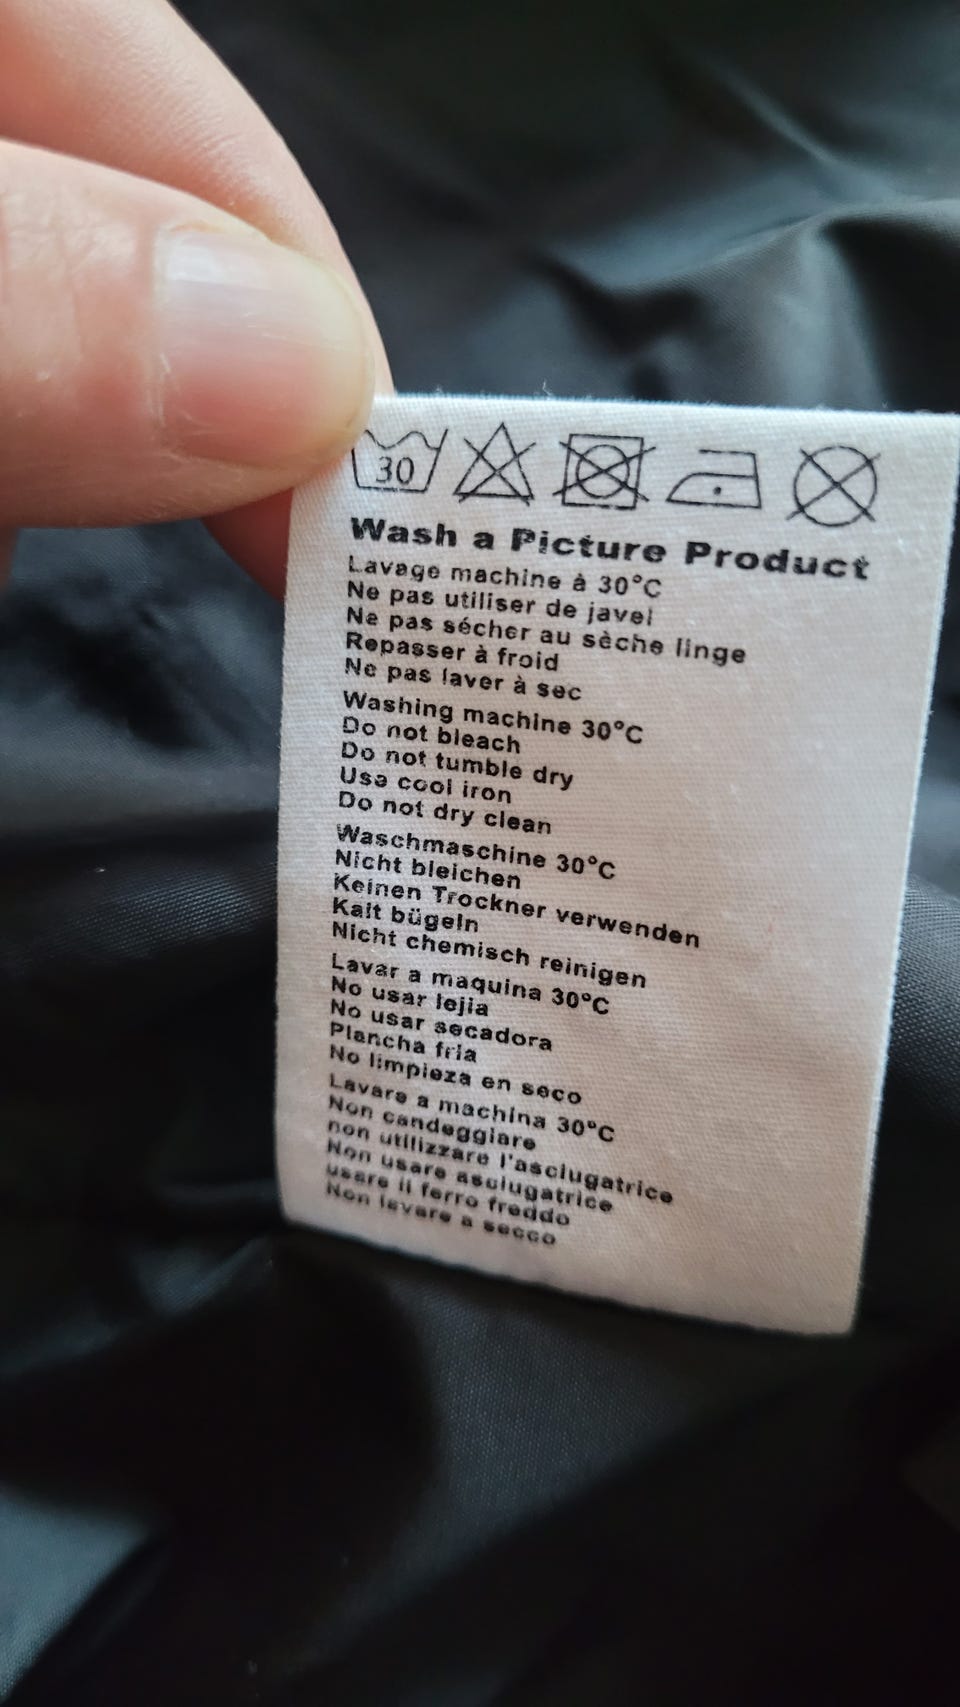 30
Wash a Picture Product
Lavage machine à 30°C
Ne pas utiliser de javel
Ne pas sécher au sèche linge
Repasser à froid
Ne pas laver à sec
Washing machine 30°C
Do not bleach
Do not tumble dry
Use cool iron
Do not dry clean
Waschmaschine 30°C
Nicht bleichen
Keinen Trockner verwenden
Kalt bügeln
Nicht chemisch reinigen
Lavar a maquina 30°C
No usar lejia
No usar secadora
Plancha fria
No limpieza en seco
Lavare a machina 30°C
Non candeggiare
non utilizzare l'asciugatrice
Non usare asciugatrice
usare il ferro freddo
Non lavare a secco